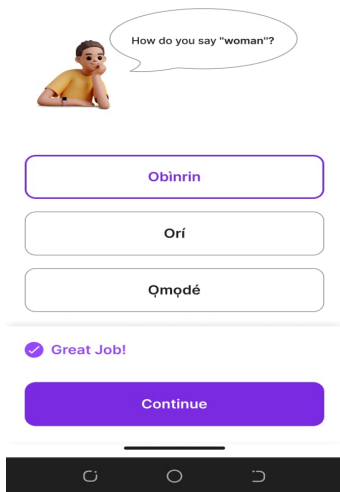 How do you say "woman"?
Obìnrin
Orí
Ọmọdé
Great Job!
Continue